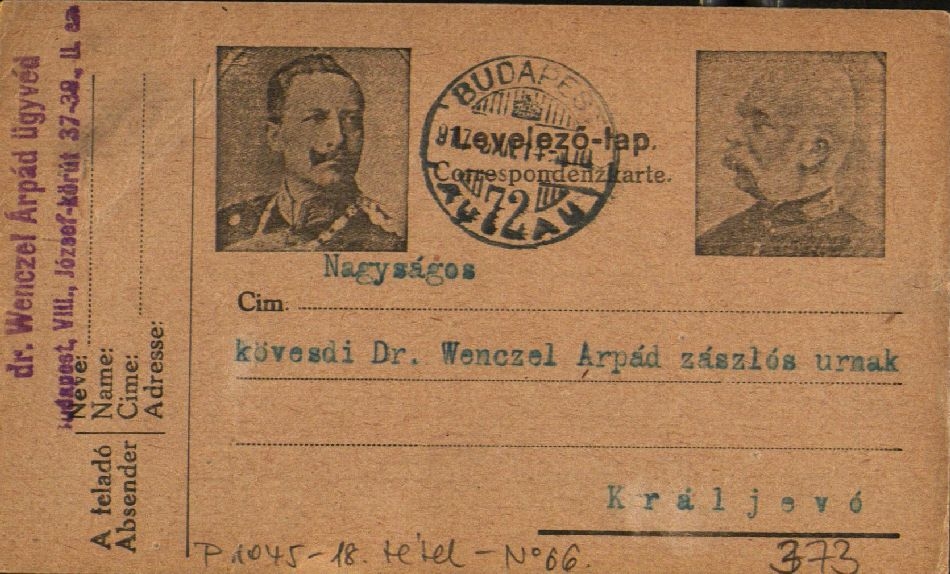 dr. Wenczel Árpád ügyvéd
Budapest, VIII., József-körút 37-39., II. em
A feladó
Absender
Neve:
Name:
Cime:
Adresse:
BUDAPEST
72
Levelező-lap.
Correspondenzkarte.
Nagyságos
Cim.
kövesdi Dr. Wenczel Árpád zászlós urnak
Králjevó
P 1045-18. tétel - No 66.
373